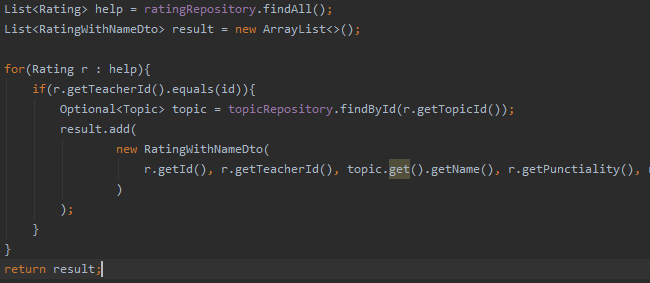 List<Rating> help = ratingRepository.findAll();
List<RatingWithNameDto> result = new ArrayList<>();
for(Rating r : help){
if(r.getTeacherId().equals(id)){
Optional<Topic> topic = topicRepository.findById(r.getTopicId());
result.add(
new RatingWithNameDto(
r.getId(), r.getTeacherId(), topic.get().getName(), r.getPunctiality(),
)
);
}
}
return result;